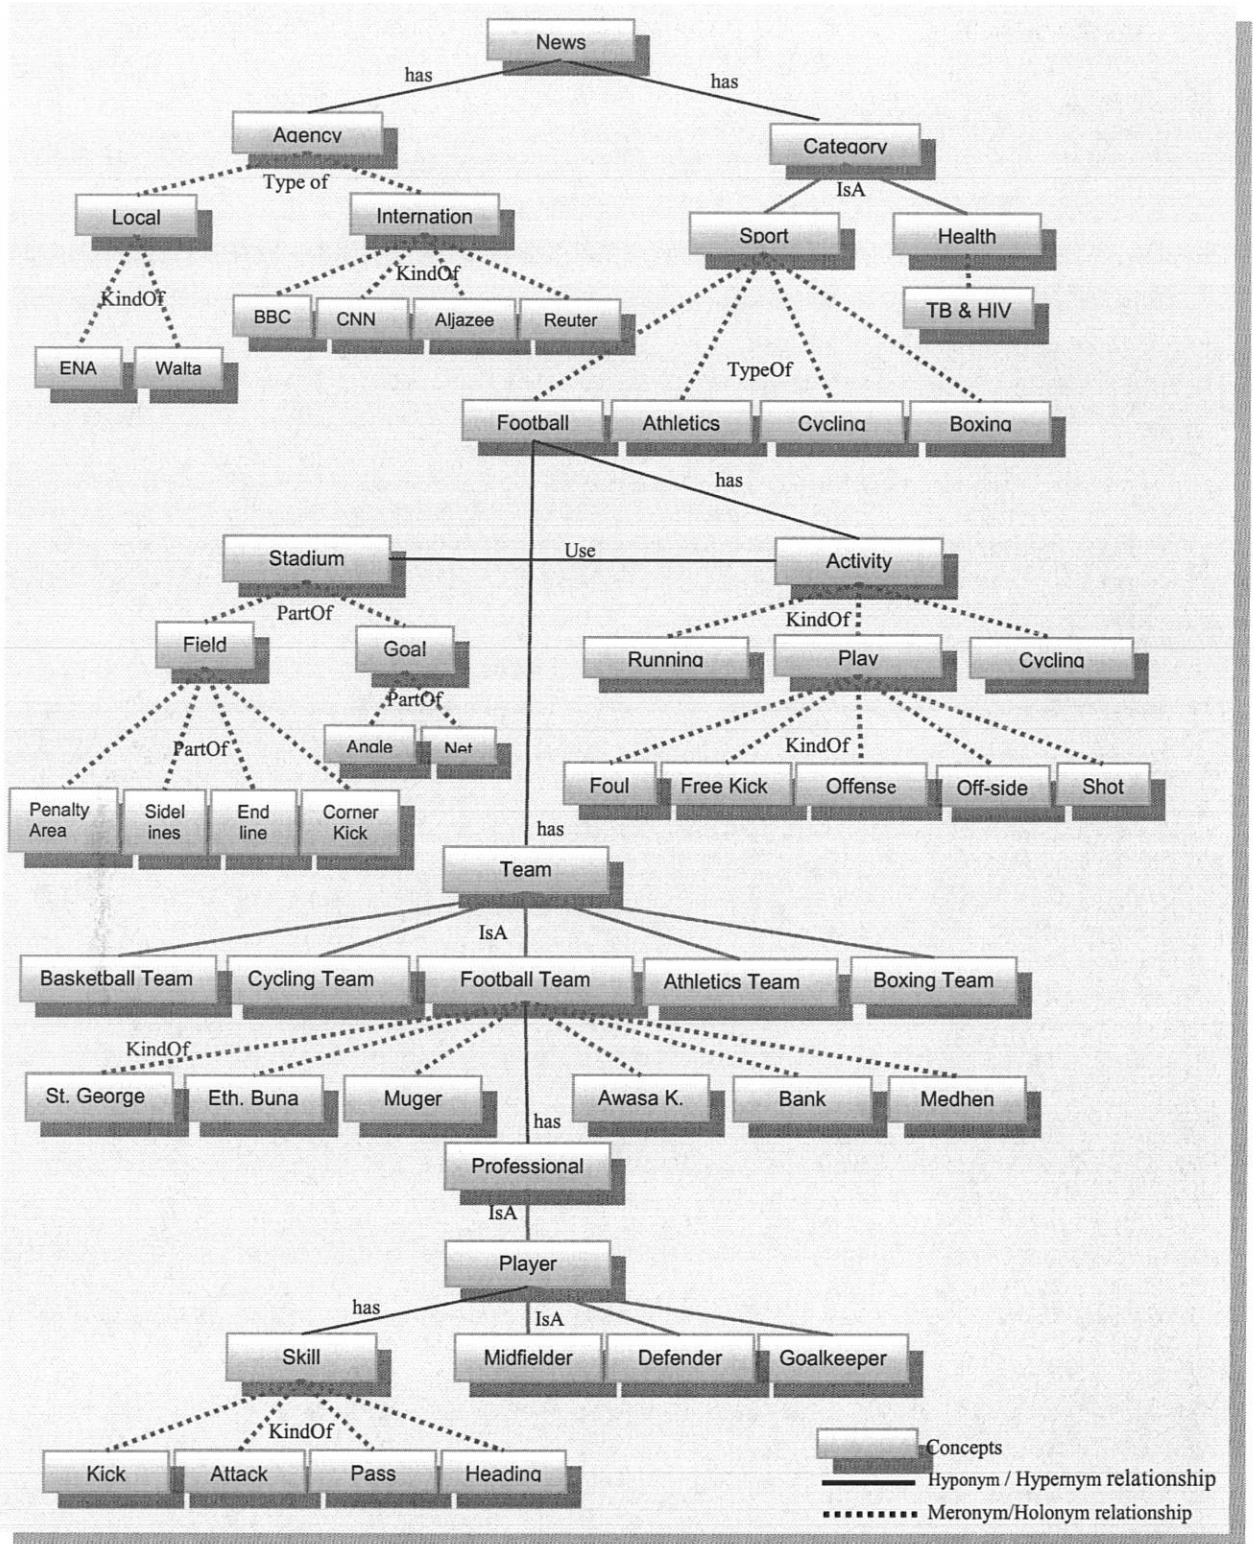 News
has
has
Agency
Category
Type of
IsA
Local
Internation
Sport
Health
KindOf
KindOf
BBC
CNN
Aljazee
Reuter
TB & HIV
ENA
Walta
TypeOf
Football
Athletics
Cycling
Boxing
has
Stadium
Use
Activity
PartOf
KindOf
Field
Goal
Running
Play
Cycling
PartOf
Angle
Net
PartOf
KindOf
Foul
Free Kick
Offense
Off-side
Shot
Penalty
Area
Sidel
ines
End
line
Corner
Kick
has
Team
IsA
Basketball Team
Cycling Team
Football Team
Athletics Team
Boxing Team
KindOf
St. George
Eth. Buna
Muger
Awasa K.
Bank
Medhen
has
Professional
IsA
Player
has
IsA
Skill
Midfielder
Defender
Goalkeeper
KindOf
Kick
Attack
Pass
Heading
Concepts
Hyponym / Hypernym relationship
Meronym/Holonym relationship